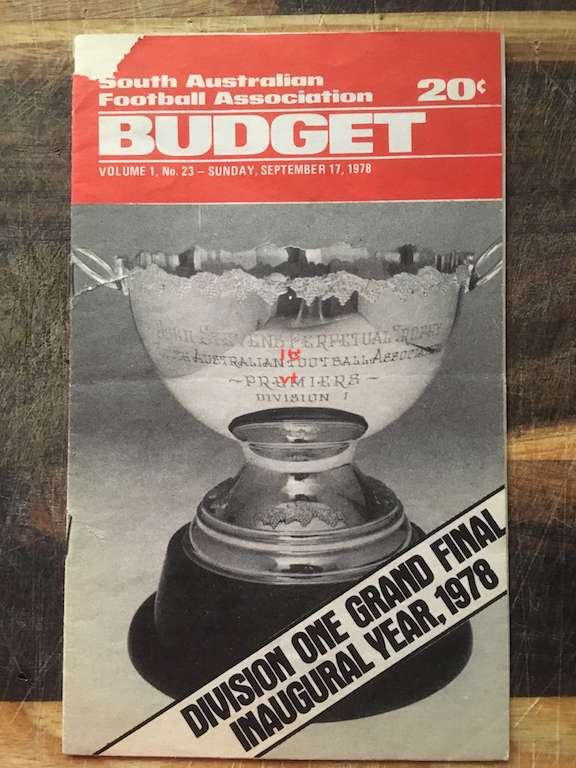 South Australian
Football Association
20¢
BUDGET
VOLUME 1, No. 23 – SUNDAY, SEPTEMBER 17, 1978
STEVENS PERPETUAL TROPHY
AUSTRALIAN FOOTBALL ASSOCIATION
~ PREMIERS ~
DIVISION 1
DIVISION ONE GRAND FINAL
INAUGURAL YEAR, 1978